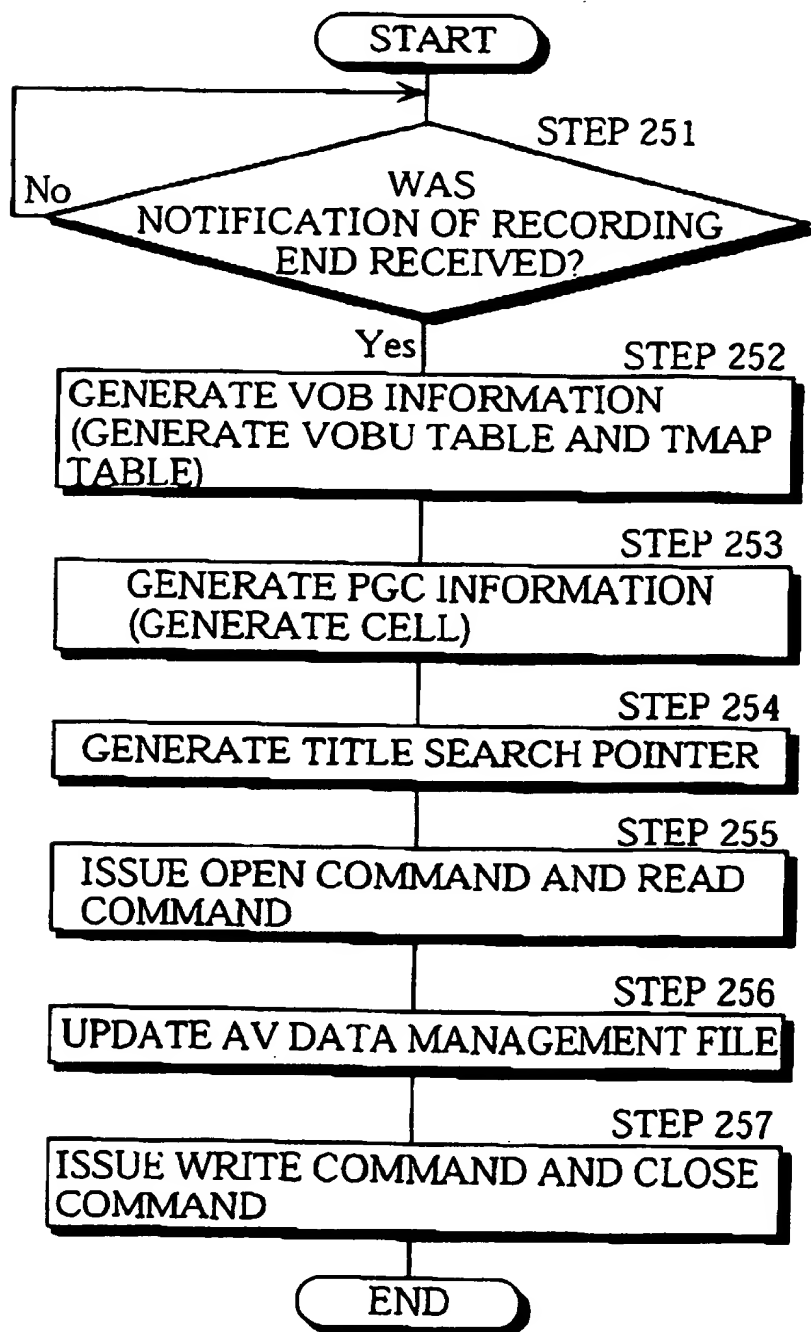 START
STEP 251
No
WAS
NOTIFICATION OF RECORDING
END RECEIVED?
Yes
STEP 252
GENERATE VOB INFORMATION
(GENERATE VOBU TABLE AND TMAP
TABLE)
STEP 253
GENERATE PGC INFORMATION
(GENERATE CELL)
STEP 254
GENERATE TITLE SEARCH POINTER
STEP 255
ISSUE OPEN COMMAND AND READ
COMMAND
STEP 256
UPDATE AV DATA MANAGEMENT FILE
STEP 257
ISSUE WRITE COMMAND AND CLOSE
COMMAND
END